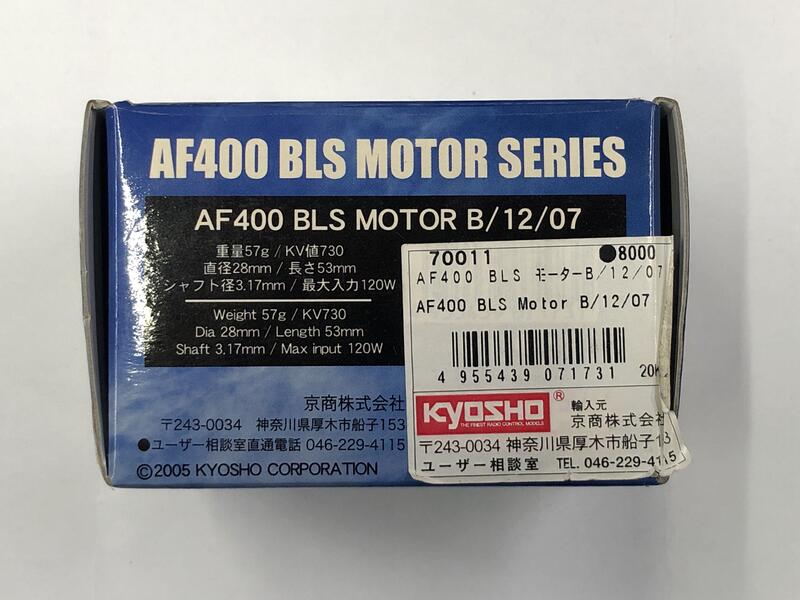 AF400 BLS MOTOR SERIES
AF400 BLS MOTOR B/12/07
重量57g / KV値730
直径28mm / 長さ53mm
シャフト径3.17mm / 最大入力120W
Weight 57g / KV730
Dia 28mm / Length 53mm
Shaft 3.17mm / Max input 120W
京商株式会社
〒243-0034 神奈川県厚木市船子153
●ユーザー相談室直通電話 046-229-4115
©2005 KYOSHO CORPORATION
70011 ●8000
AF400 BLS モーターB/12/07
AF400 BLS Motor B/12/07
4 955439 071731
KYOSHO®
THE FINEST RADIO CONTROL MODELS
輸入元
京商株式会社
〒243-0034 神奈川県厚木市船子153
ユーザー相談室 TEL. 046-229-4115